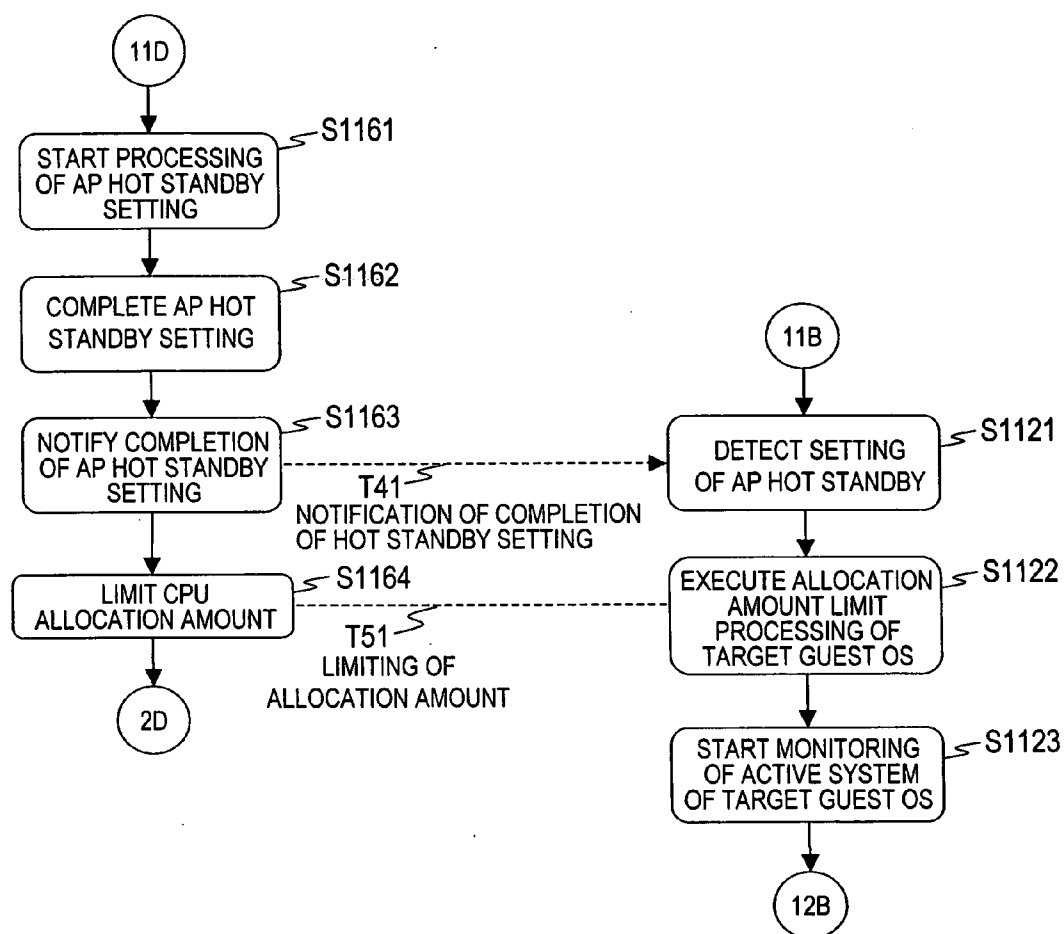 11D
S1161
START PROCESSING
OF AP HOT STANDBY
SETTING
S1162
COMPLETE AP HOT
STANDBY SETTING
S1163
NOTIFY COMPLETION
OF AP HOT STANDBY
SETTING
T41
NOTIFICATION OF COMPLETION
OF HOT STANDBY SETTING
S1164
LIMIT CPU
ALLOCATION AMOUNT
T51
LIMITING OF
ALLOCATION AMOUNT
2D
11B
S1121
DETECT SETTING
OF AP HOT STANDBY
S1122
EXECUTE ALLOCATION
AMOUNT LIMIT
PROCESSING OF
TARGET GUEST OS
S1123
START MONITORING
OF ACTIVE SYSTEM
OF TARGET GUEST OS
12B